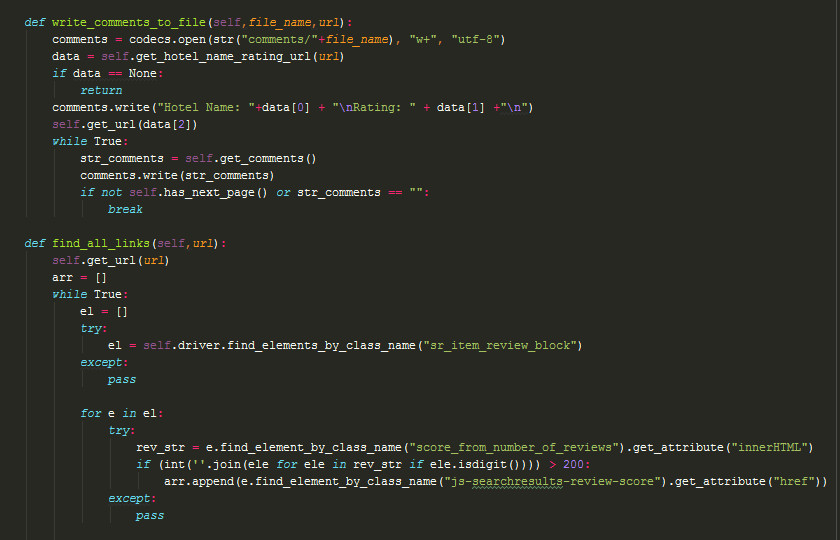 def write_comments_to_file(self,file_name,url):
    comments = codecs.open(str("comments/"+file_name), "w+", "utf-8")
    data = self.get_hotel_name_rating_url(url)
    if data == None:
        return
    comments.write("Hotel Name: "+data[0] + "\nRating: " + data[1] +"\n")
    self.get_url(data[2])
    while True:
        str_comments = self.get_comments()
        comments.write(str_comments)
        if not self.has_next_page() or str_comments == "":
            break

def find_all_links(self,url):
    self.get_url(url)
    arr = []
    while True:
        el = []
        try:
            el = self.driver.find_elements_by_class_name("sr_item_review_block")
        except:
            pass

        for e in el:
            try:
                rev_str = e.find_element_by_class_name("score_from_number_of_reviews").get_attribute("innerHTML")
                if (int(''.join(ele for ele in rev_str if ele.isdigit()))) > 200:
                    arr.append(e.find_element_by_class_name("js-searchresults-review-score").get_attribute("href"))
            except:
                pass